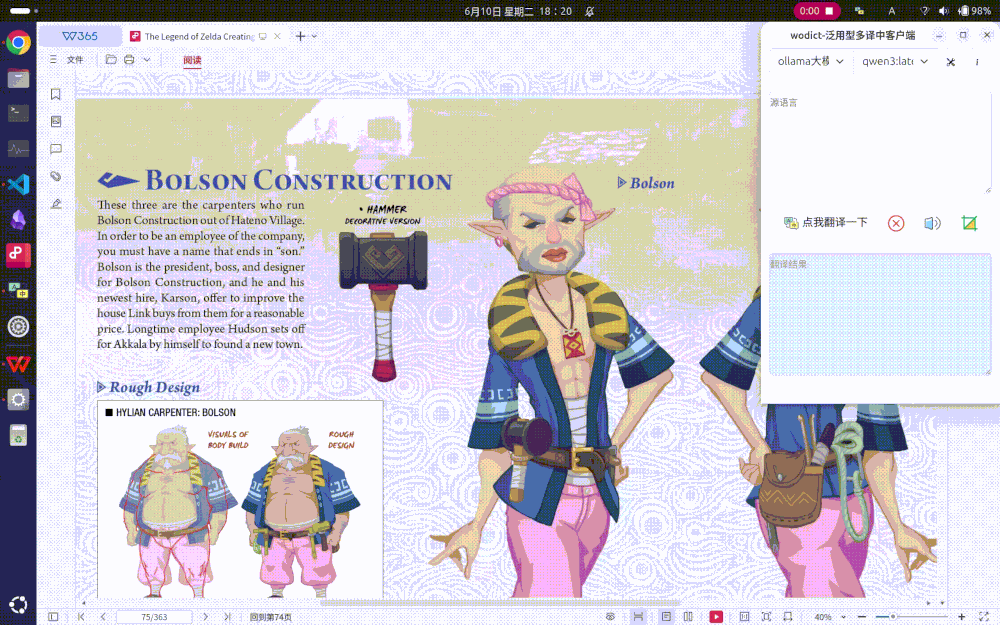 6月10日 星期二 18：20
0:00
A
98%
W365
The Legend of Zelda Creating
文件
阅读
wodict-泛用型多译中客户端
ollama大模
qwen3:late
源语言
点我翻译一下
翻译结果
BOLSON CONSTRUCTION
These three are the carpenters who run
Bolson Construction out of Hateno Village.
In order to be an employee of the company,
you must have a name that ends in “son.”
Bolson is the president, boss, and designer
for Bolson Construction, and he and his
newest hire, Karson, offer to improve the
house Link buys from them for a reasonable
price. Longtime employee Hudson sets off
for Akkala by himself to found a new town.
• HAMMER
DECORATIVE VERSION
Bolson
Rough Design
■ HYLIAN CARPENTER: BOLSON
VISUALS OF
BODY BUILD
ROUGH
DESIGN
75/363
回到第74页
40%